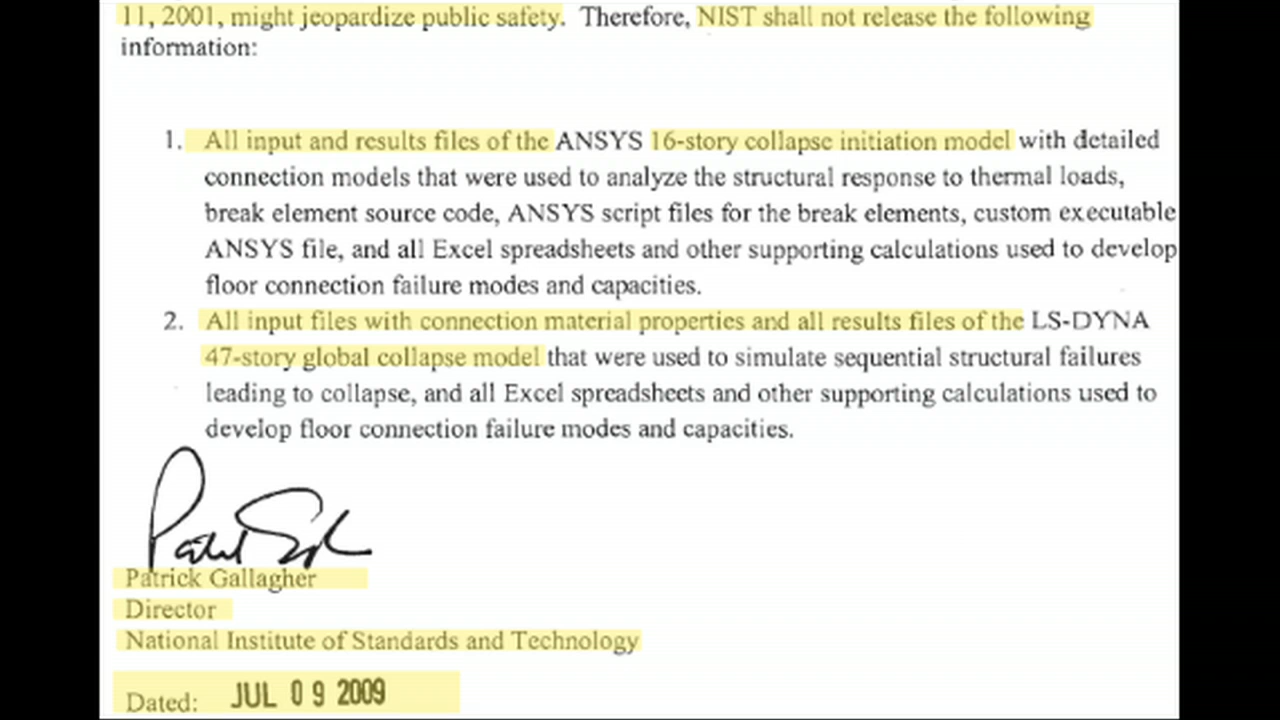 11, 2001, might jeopardize public safety. Therefore, NIST shall not release the following
information:
1. All input and results files of the ANSYS 16-story collapse initiation model with detailed
connection models that were used to analyze the structural response to thermal loads,
break element source code, ANSYS script files for the break elements, custom executable
ANSYS file, and all Excel spreadsheets and other supporting calculations used to develop
floor connection failure modes and capacities.
2. All input files with connection material properties and all results files of the LS-DYNA
47-story global collapse model that were used to simulate sequential structural failures
leading to collapse, and all Excel spreadsheets and other supporting calculations used to
develop floor connection failure modes and capacities.
Patrick Gallagher
Director
National Institute of Standards and Technology
Dated: JUL 09 2009